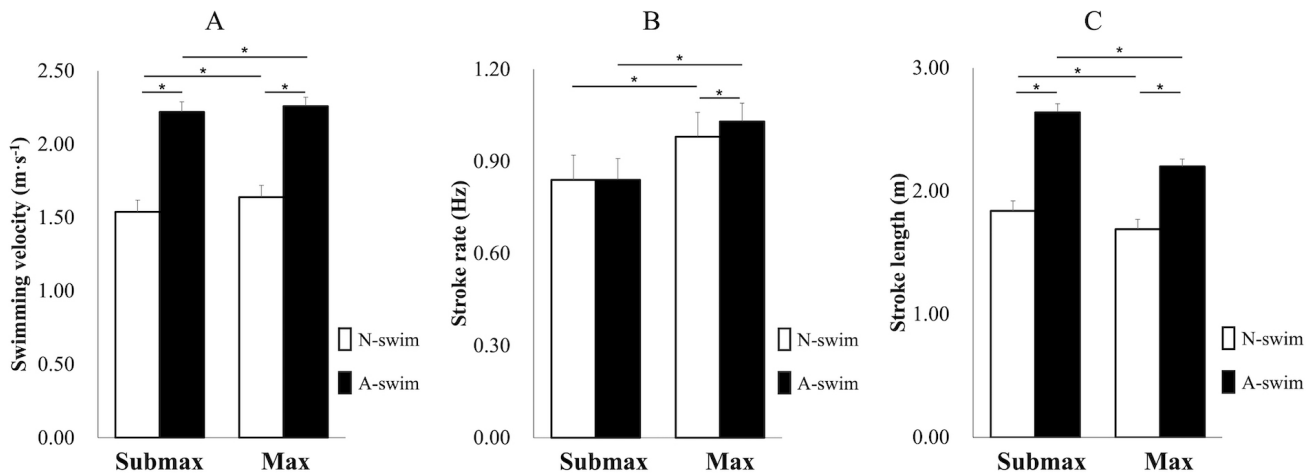 A
Swimming velocity (m·s⁻¹)
2.50
2.00
1.50
1.00
0.50
0.00
*
*
*
*
Submax
Max
N-swim
A-swim
B
Stroke rate (Hz)
1.20
0.90
0.60
0.30
0.00
*
*
*
Submax
Max
N-swim
A-swim
C
Stroke length (m)
3.00
2.00
1.00
0.00
*
*
*
*
Submax
Max
N-swim
A-swim